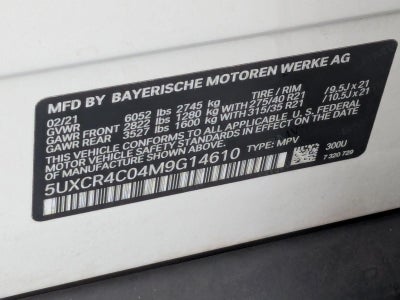 MFD BY BAYERISCHE MOTOREN WERKE AG
02/21 TIRE / RIM
GVWR 6052 lbs 2745 kg
GAWR FRONT 2822 lbs 1280 kg WITH 275/40 R21 / 9.5J x 21
GAWR REAR 3527 lbs 1600 kg WITH 315/35 R21 / 10.5J x 21
THIS VEHICLE CONFORMS TO ALL APPLICABLE U.S. FEDERAL
MOTOR VEHICLE SAFETY STANDARDS IN EFFECT ON THE
DATE OF MANUFACTURE SHOWN ABOVE.
5UXCR4C04M9G14610 TYPE: MPV 300U
7 320 729